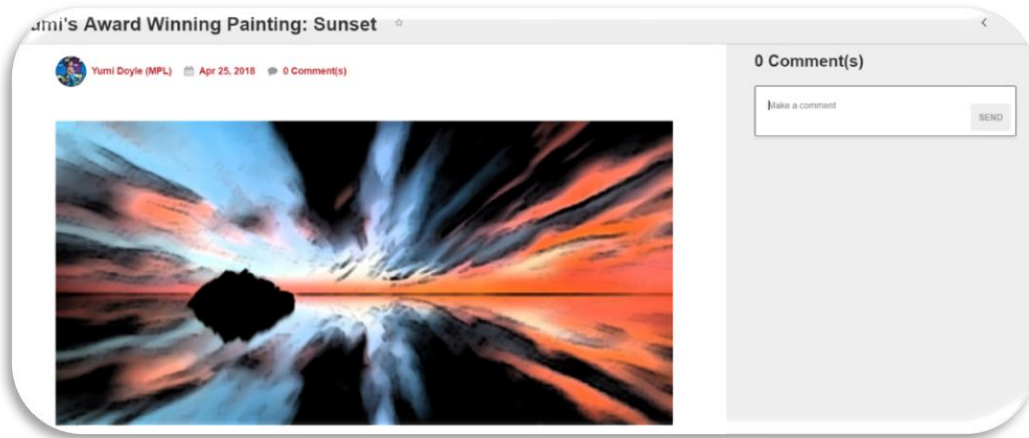 umi's Award Winning Painting: Sunset
Yumi Doyle (MPL) Apr 25, 2018 0 Comment(s)
0 Comment(s)
Make a comment
SEND